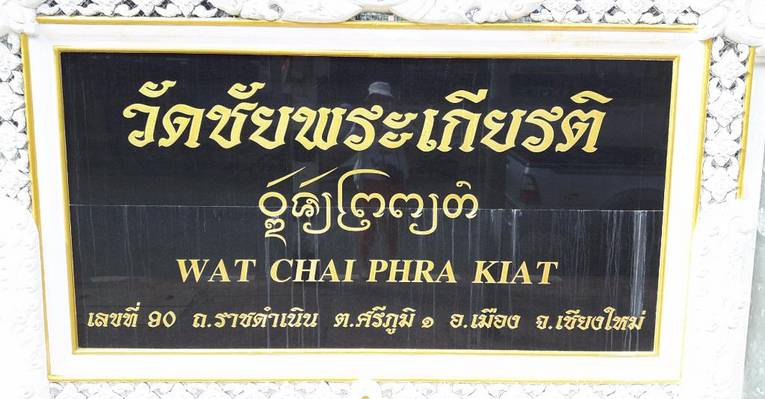 วัดชัยพระเกียรติ
WAT CHAI PHRA KIAT
เลขที่ 90 ถ.ราชดำเนิน ต.ศรีภูมิ ๑ อ.เมือง จ.เชียงใหม่